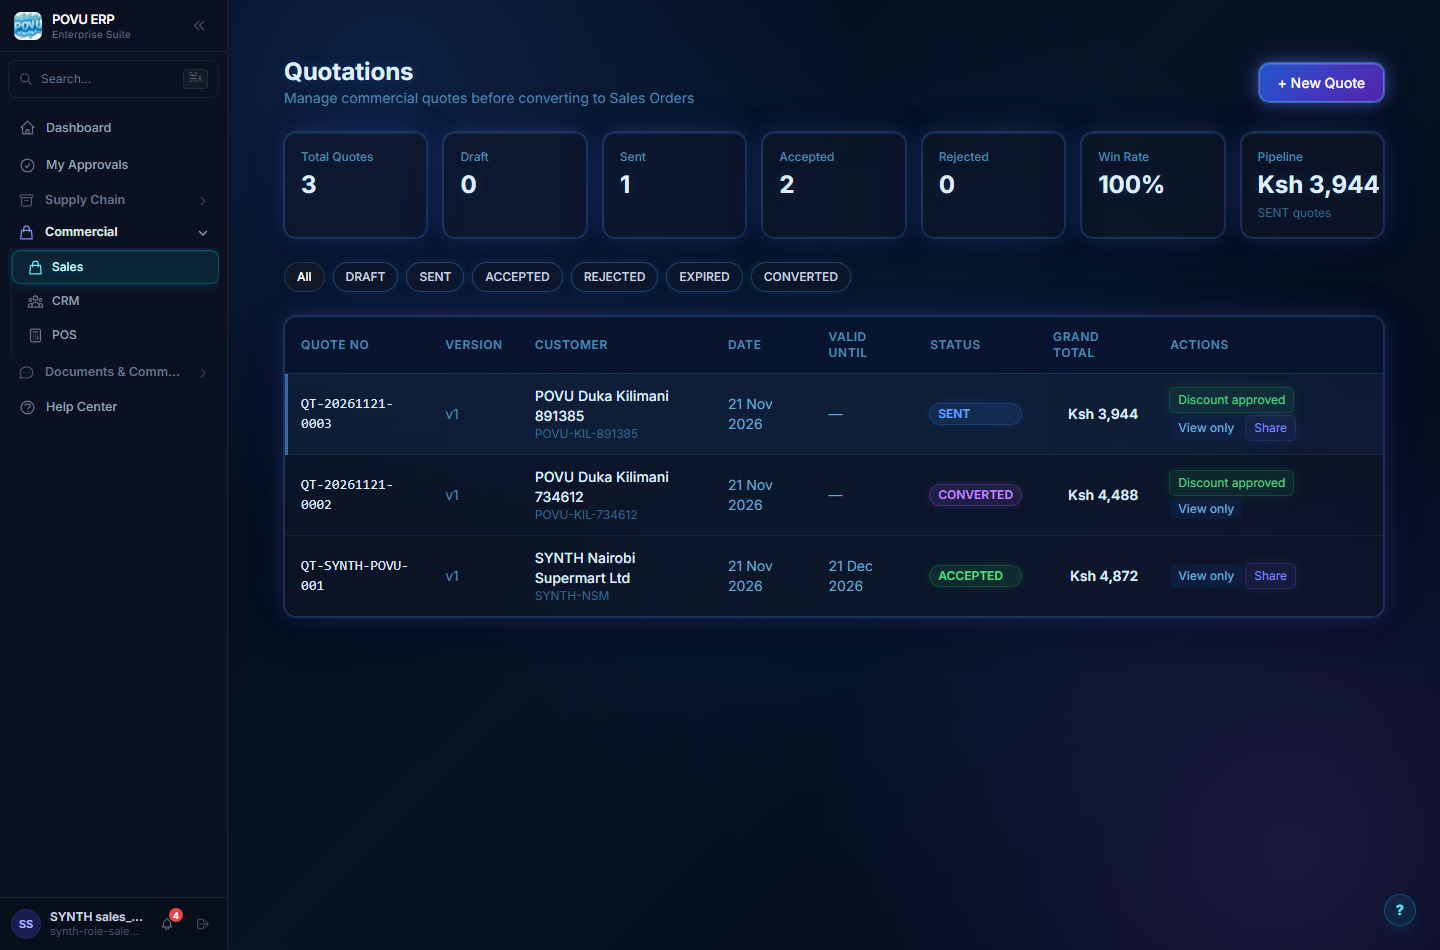 POVU ERP
Enterprise Suite
Search...
⌘K
Dashboard
My Approvals
Supply Chain
Commercial
Sales
CRM
POS
Documents & Comm...
Help Center
SYNTH sales_...
synth-role-sale...
SS
4
Quotations
Manage commercial quotes before converting to Sales Orders
+ New Quote
Total Quotes
3
Draft
0
Sent
1
Accepted
2
Rejected
0
Win Rate
100%
Pipeline
Ksh 3,944
SENT quotes
All DRAFT SENT ACCEPTED REJECTED EXPIRED CONVERTED
QUOTE NO VERSION CUSTOMER DATE VALID UNTIL STATUS GRAND TOTAL ACTIONS
QT-20261121-
0003
v1
POVU Duka Kilimani
891385
POVU-KIL-891385
21 Nov
2026
—
SENT
Ksh 3,944
Discount approved
View only Share
QT-20261121-
0002
v1
POVU Duka Kilimani
734612
POVU-KIL-734612
21 Nov
2026
—
CONVERTED
Ksh 4,488
Discount approved
View only
QT-SYNTH-POVU-
001
v1
SYNTH Nairobi
Supermart Ltd
SYNTH-NSM
21 Nov
2026
21 Dec
2026
ACCEPTED
Ksh 4,872
View only Share
?